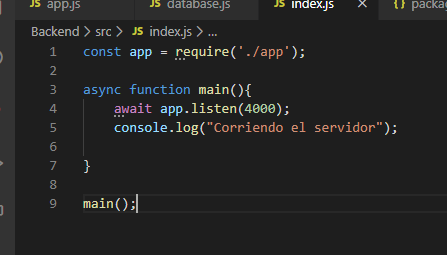 JS app.js JS database.js JS index.js × { } packa
Backend > src > JS index.js > ...
1 const app = require('./app');
2
3 async function main(){
4 await app.listen(4000);
5 console.log("Corriendo el servidor");
6
7 }
8
9 main();